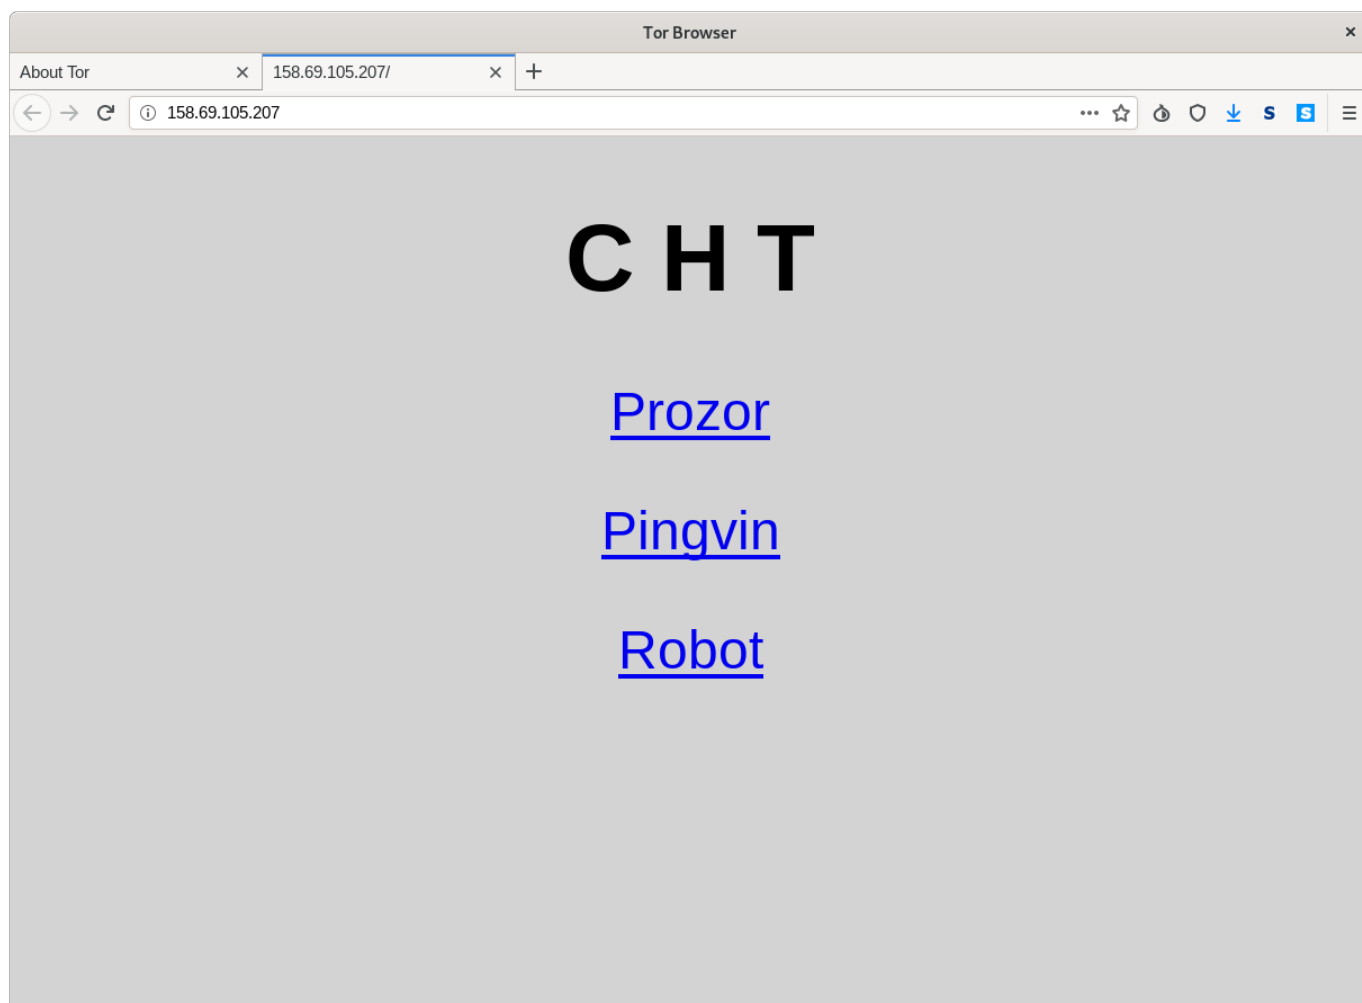 Tor Browser
About Tor
158.69.105.207/
158.69.105.207
C H T
Prozor
Pingvin
Robot